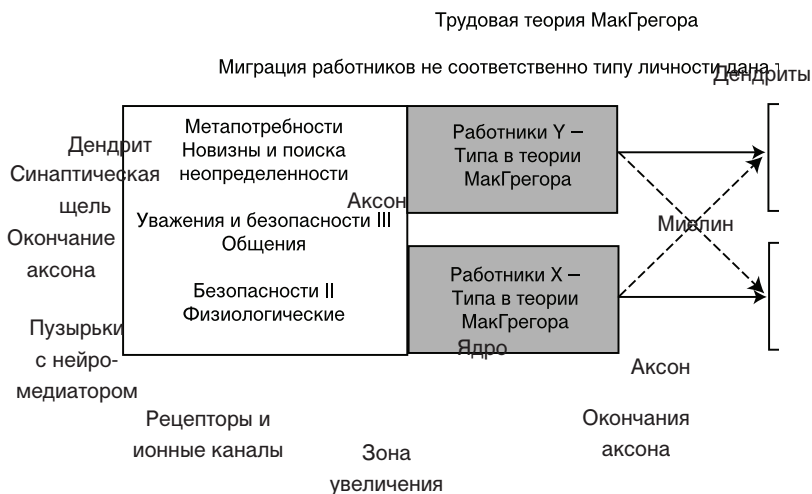 Трудовая теория МакГрегора
Миграция работников не соответственно типу личности дана
Дендриты
Метапотребности
Новизны и поиска
неопределенности
Уважения и безопасности III
Общения
Безопасности II
Физиологические
Работники Y –
Типа в теории
МакГрегора
Работники X –
Типа в теории
МакГрегора
Дендрит
Синаптическая
щель
Окончание
аксона
Пузырьки
с нейро-
медиатором
Рецепторы и
ионные каналы
Аксон
Ядро
Зона
увеличения
Миелин
Аксон
Окончания
аксона